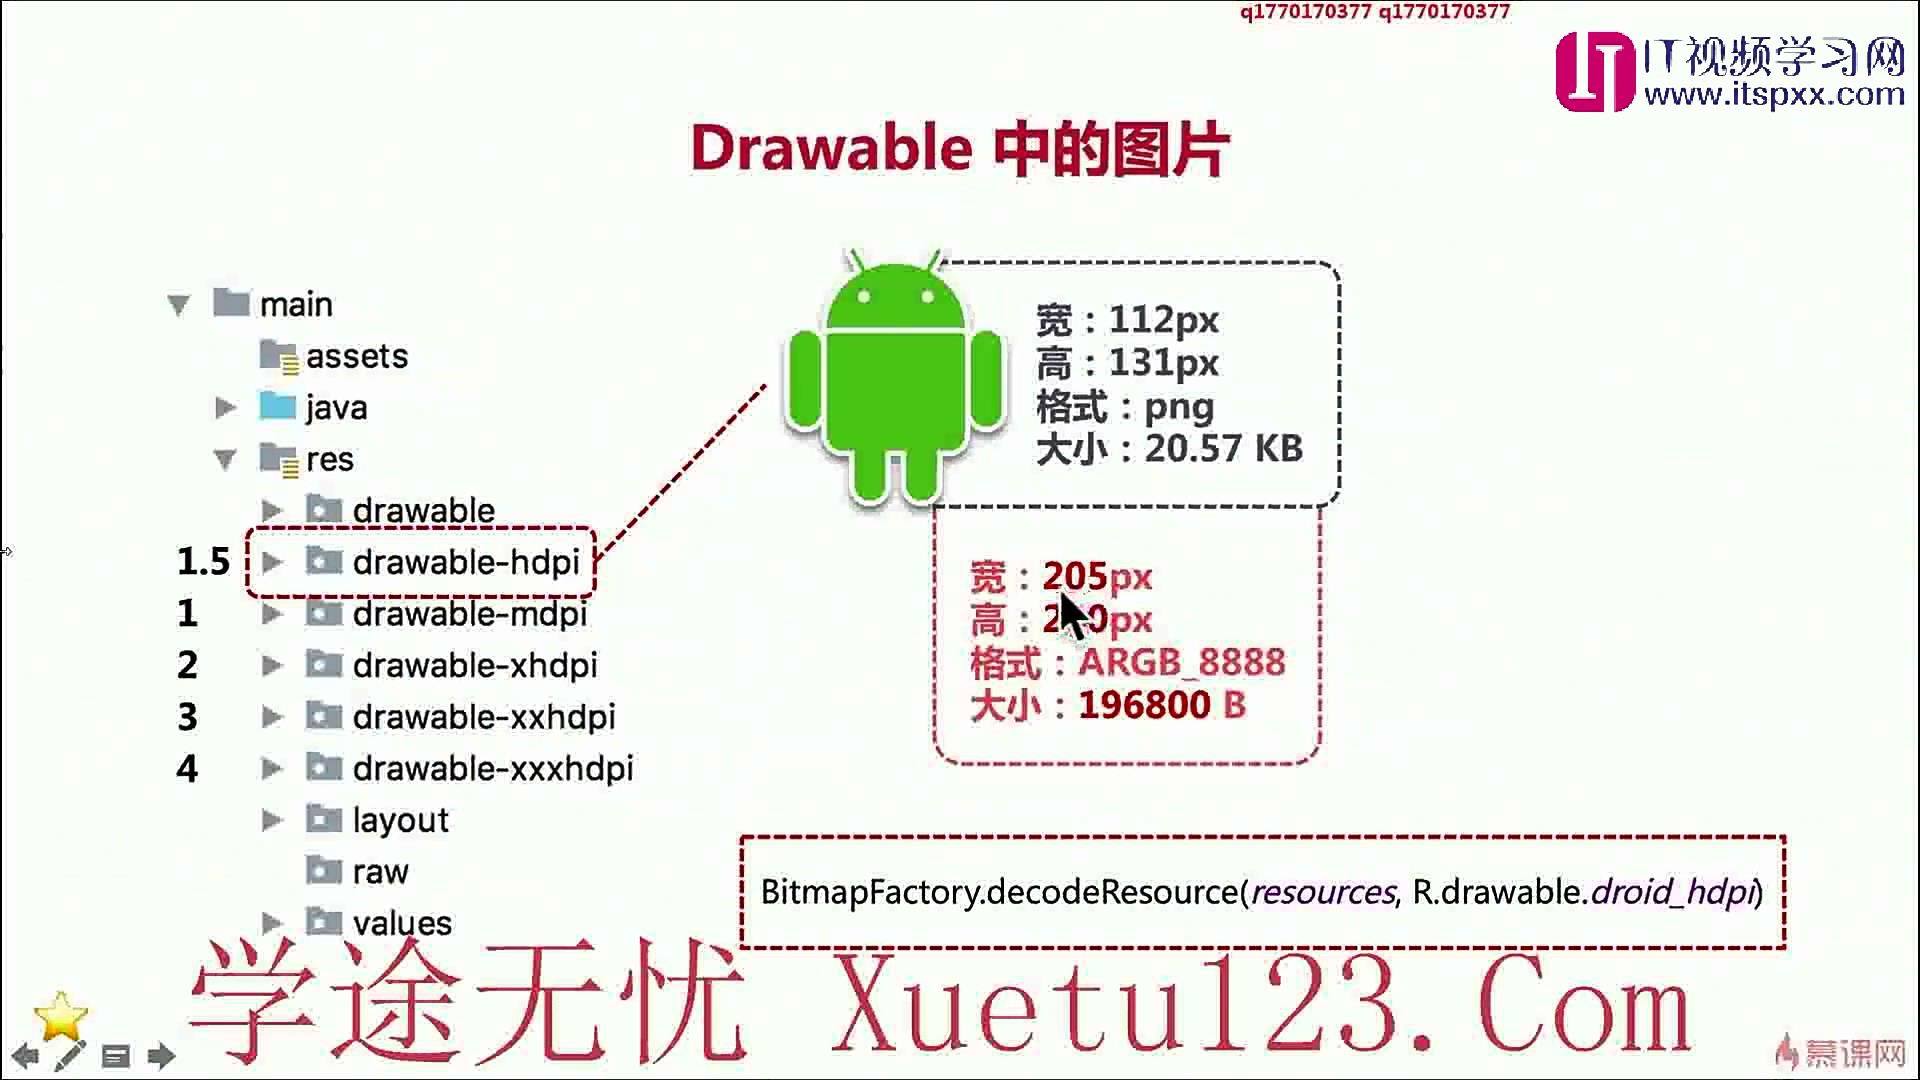 q1770170377 q1770170377
IT视频学习网
www.itspxx.com
Drawable 中的图片
main
assets
java
res
drawable
1.5 drawable-hdpi
1 drawable-mdpi
2 drawable-xhdpi
3 drawable-xxhdpi
4 drawable-xxxhdpi
layout
raw
values
宽：112px
高：131px
格式：png
大小：20.57 KB
宽：205px
高：
格式：ARGB_8888
大小：196800 B
BitmapFactory.decodeResource(resources, R.drawable.droid_hdpi)
学途无忧 Xuetu123.Com
慕课网